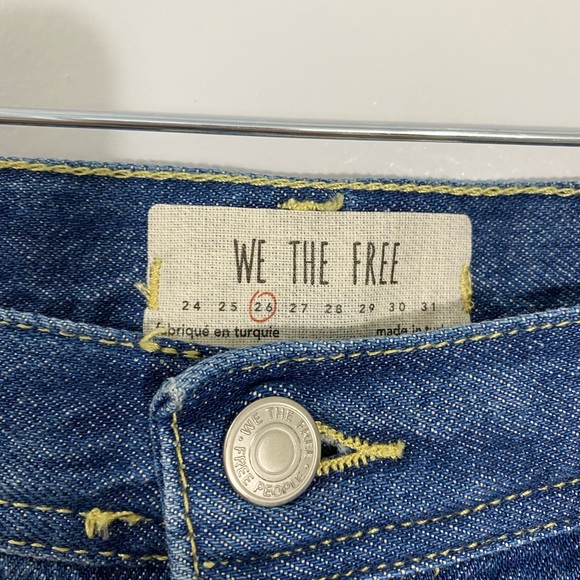 WE THE FREE
24 25 26 27 28 29 30 31
fabriqué en turquie made in
• WE THE FREE •
FREE PEOPLE